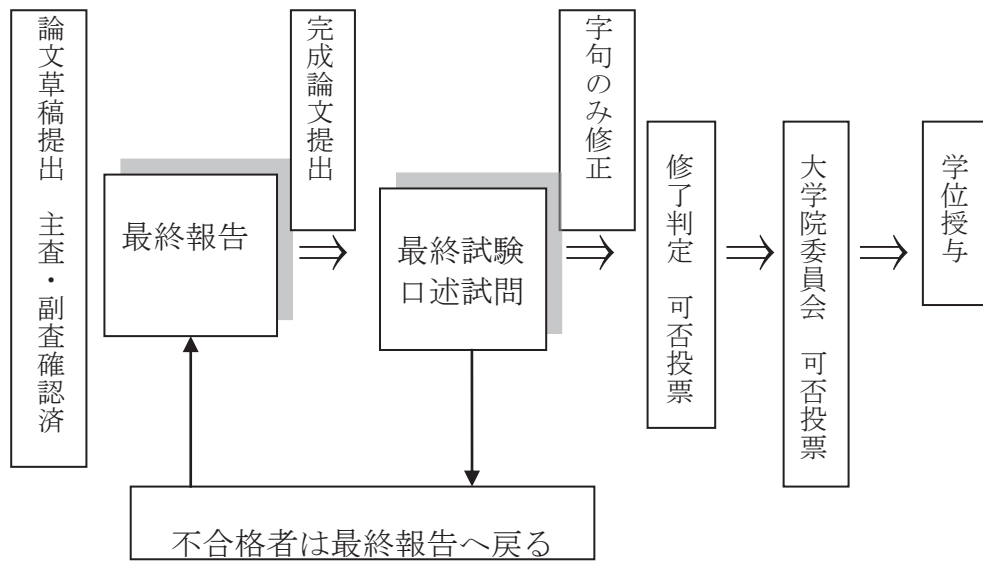 論文草稿提出 主査・副査確認済
最終報告
完成論文提出
⇒
最終試験
口述試問
字句のみ修正
⇒
修了判定 可否投票
⇒
大学院委員会 可否投票
⇒
学位授与
不合格者は最終報告へ戻る